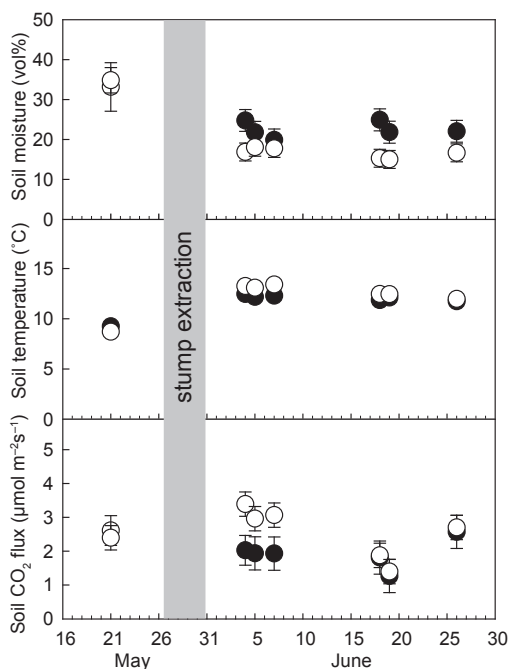 50
40
30
20
10
0
Soil moisture (vol%)
15
10
5
0
Soil temperature (°C)
stump extraction
5
4
3
2
1
0
Soil CO₂ flux (µmol m⁻²s⁻¹)
16 21 26 31 5 10 15 20 25 30
May June